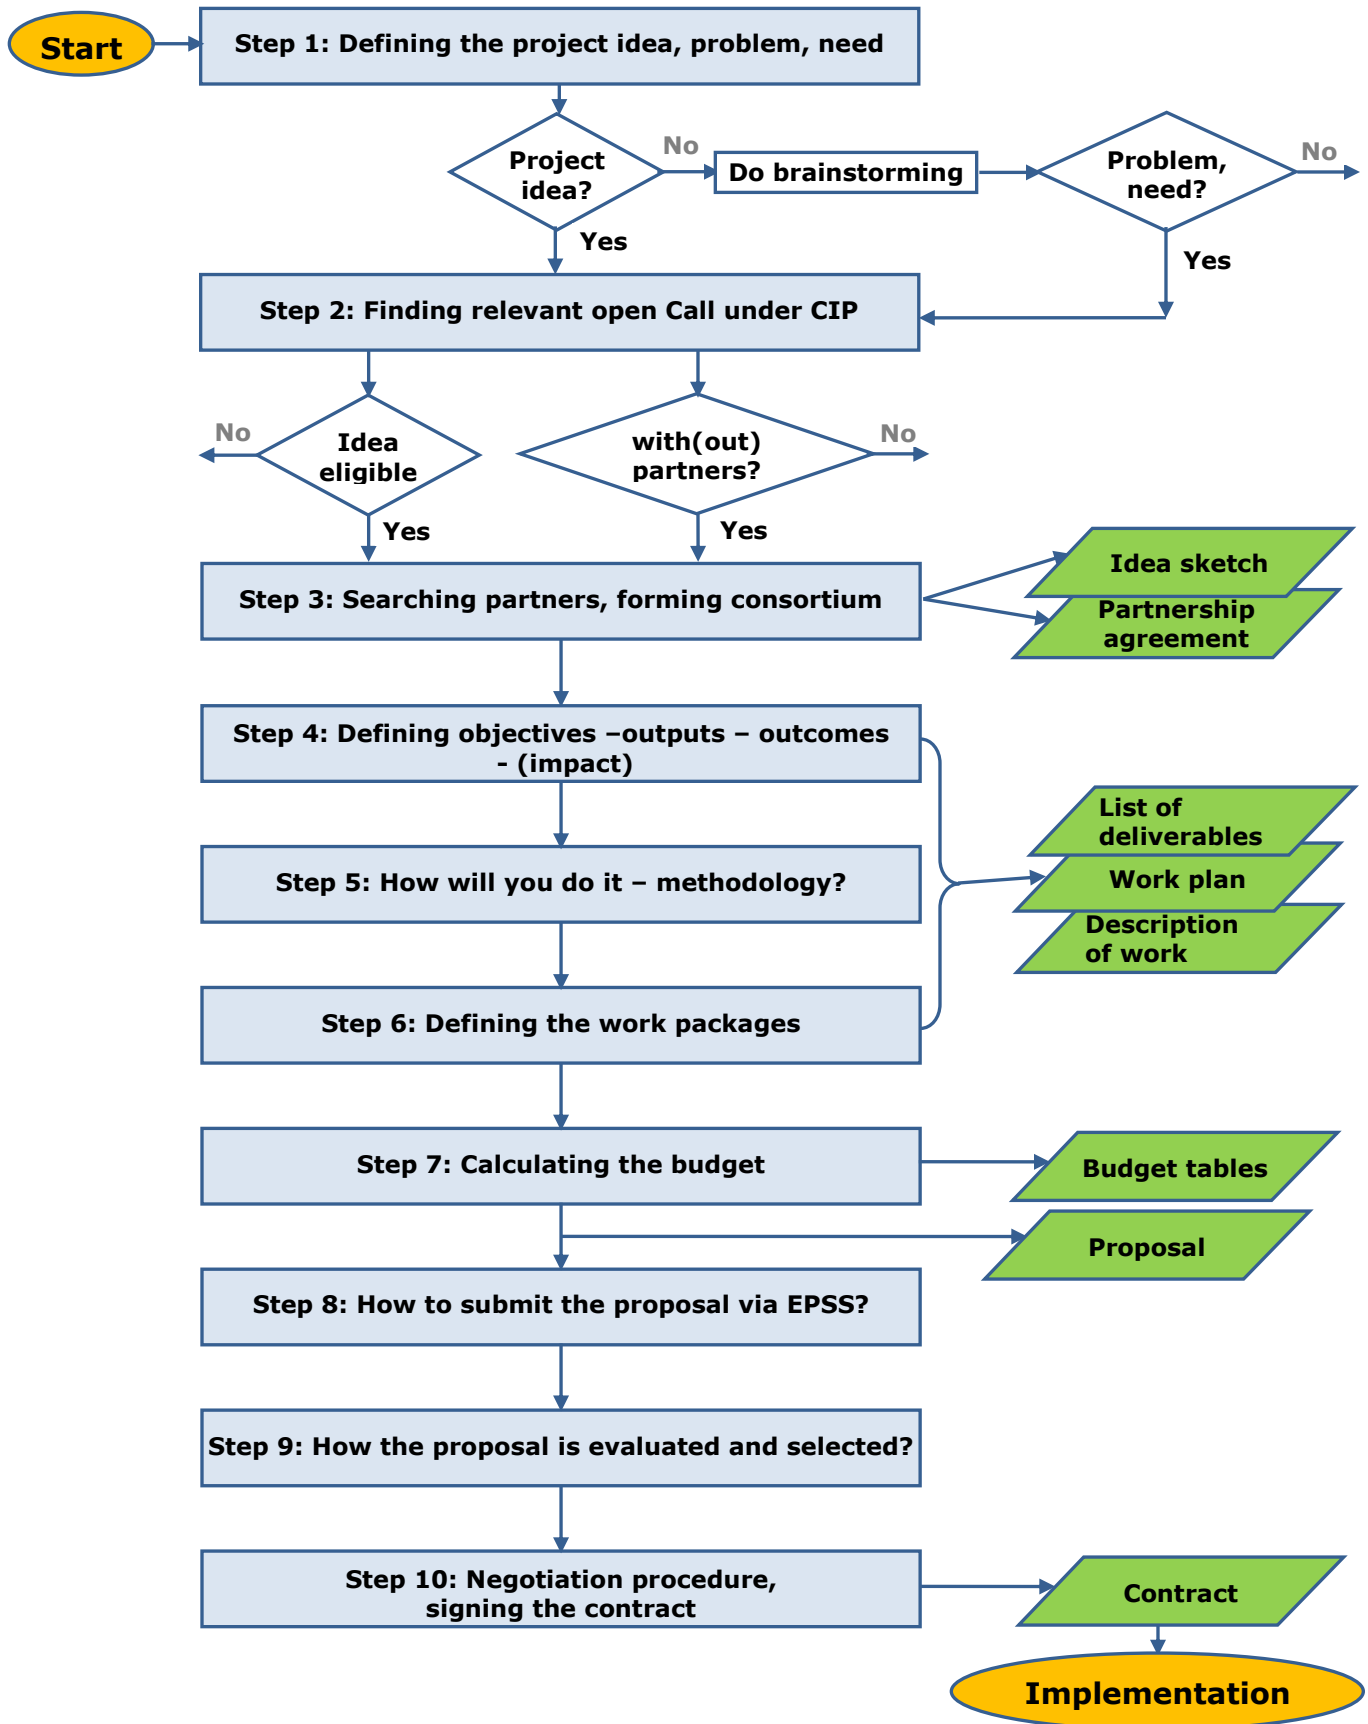 Start
Step 1: Defining the project idea, problem, need
Project
idea?
No
Do brainstorming
Problem,
need?
No
Yes
Yes
Step 2: Finding relevant open Call under CIP
No
Idea
eligible
with(out)
partners?
No
Yes
Yes
Step 3: Searching partners, forming consortium
Idea sketch
Partnership
agreement
Step 4: Defining objectives –outputs – outcomes
- (impact)
List of
deliverables
Step 5: How will you do it – methodology?
Work plan
Description
of work
Step 6: Defining the work packages
Step 7: Calculating the budget
Budget tables
Proposal
Step 8: How to submit the proposal via EPSS?
Step 9: How the proposal is evaluated and selected?
Step 10: Negotiation procedure,
signing the contract
Contract
Implementation